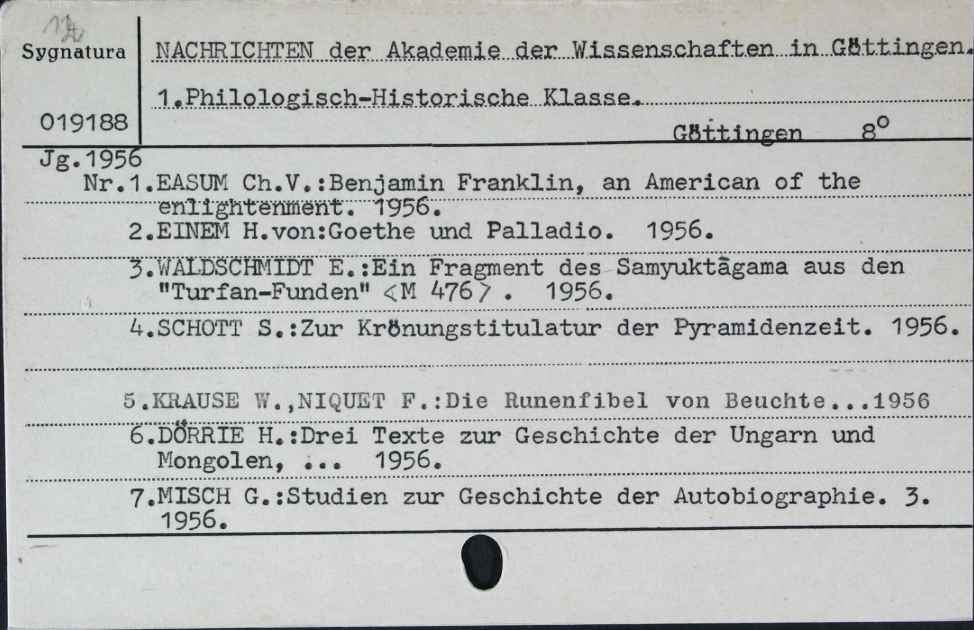 12
Sygnatura
019188
NACHRICHTEN der Akademie der Wissenschaften in Göttingen.
1.Philologisch-Historische Klasse.
Göttingen 8°
Jg.1956
Nr.1.EASUM Ch.V.:Benjamin Franklin, an American of the
enlightenment. 1956.
2.EINEM H.von:Goethe und Palladio. 1956.
3.WALDSCHMIDT E.:Ein Fragment des Samyuktāgama aus den
"Turfan-Funden" <M 476> . 1956.
4.SCHOTT S.:Zur Krönungstitulatur der Pyramidenzeit. 1956.
5.KRAUSE W.,NIQUET F.:Die Runenfibel von Beuchte...1956
6.DÖRRIE H.:Drei Texte zur Geschichte der Ungarn und
Mongolen, ... 1956.
7.MISCH G.:Studien zur Geschichte der Autobiographie. 3.
1956.